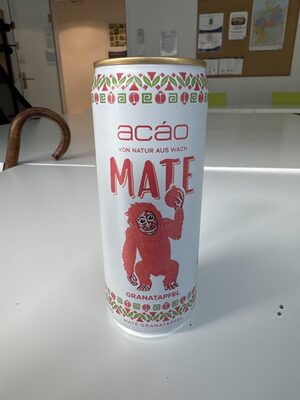 acáo
VON NATUR AUS WACH
MATE
GRANATAPFEL
MATE GRANATAPFEL